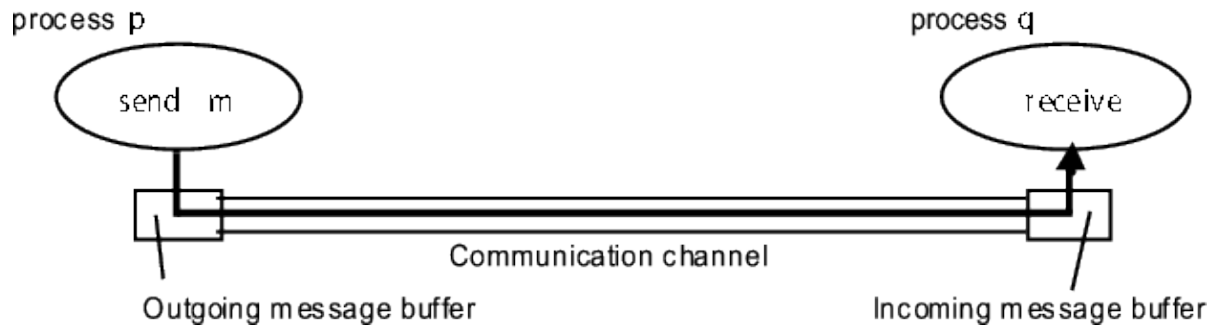 process p
process q
send m
receive
Communication channel
Outgoing message buffer
Incoming message buffer